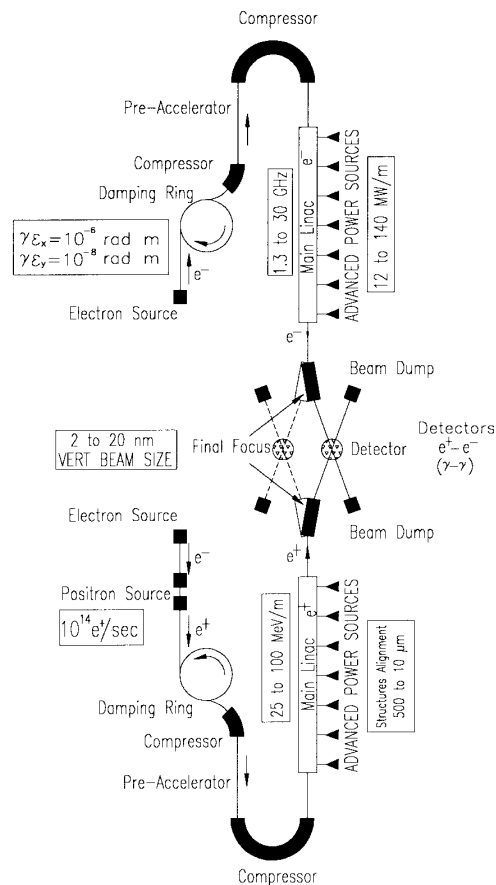 Compressor
Pre-Accelerator
Compressor
Damping Ring
γεx=10⁻⁶ rad m
γεy=10⁻⁸ rad m
e⁻
Electron Source
1.3 to 30 GHz
Main Linac e⁻
ADVANCED POWER SOURCES
12 to 140 MW/m
e⁻
Beam Dump
2 to 20 nm
VERT BEAM SIZE
Final Focus
Detector
Detectors
e⁺-e⁻
(γ-γ)
Beam Dump
e⁺
Electron Source
e⁻
Positron Source
10¹⁴e⁺/sec
e⁺
Damping Ring
Compressor
Pre-Accelerator
25 to 100 MeV/m
Main Linac e⁺
ADVANCED POWER SOURCES
Structures Alignment
500 to 10 μm
Compressor